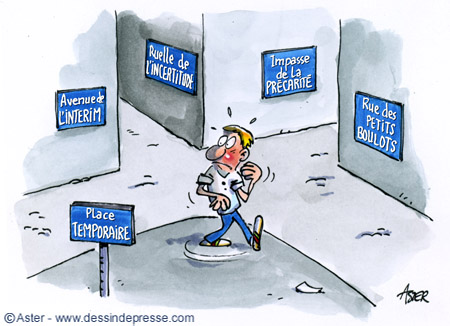 Avenue de
L'INTERIM
Ruelle de
L'INCERTITUDE
Impasse
de La
PRÉCARITÉ
Rue des
PETITS
BOULOTS
Place
TEMPORAIRE
ASTER
©Aster - www.dessindepresse.com